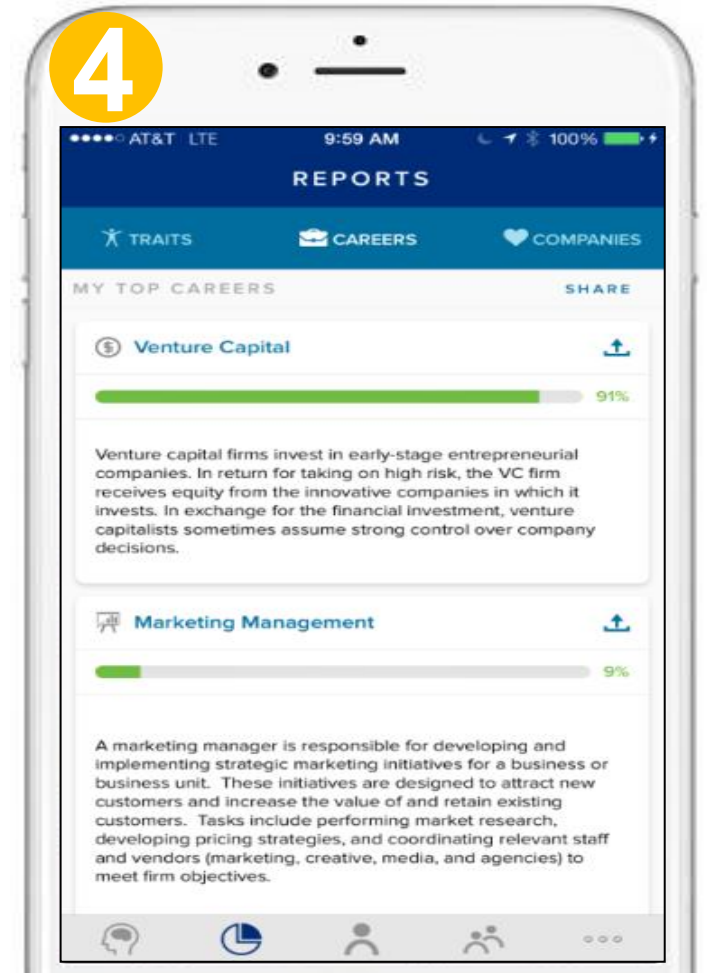 4
AT&T LTE 9:59 AM 100%
REPORTS
TRAITS CAREERS COMPANIES
MY TOP CAREERS SHARE
Venture Capital
91%
Venture capital firms invest in early-stage entrepreneurial
companies. In return for taking on high risk, the VC firm
receives equity from the innovative companies in which it
invests. In exchange for the financial investment, venture
capitalists sometimes assume strong control over company
decisions.
Marketing Management
9%
A marketing manager is responsible for developing and
implementing strategic marketing initiatives for a business or
business unit. These initiatives are designed to attract new
customers and increase the value of and retain existing
customers. Tasks include performing market research,
developing pricing strategies, and coordinating relevant staff
and vendors (marketing, creative, media, and agencies) to
meet firm objectives.